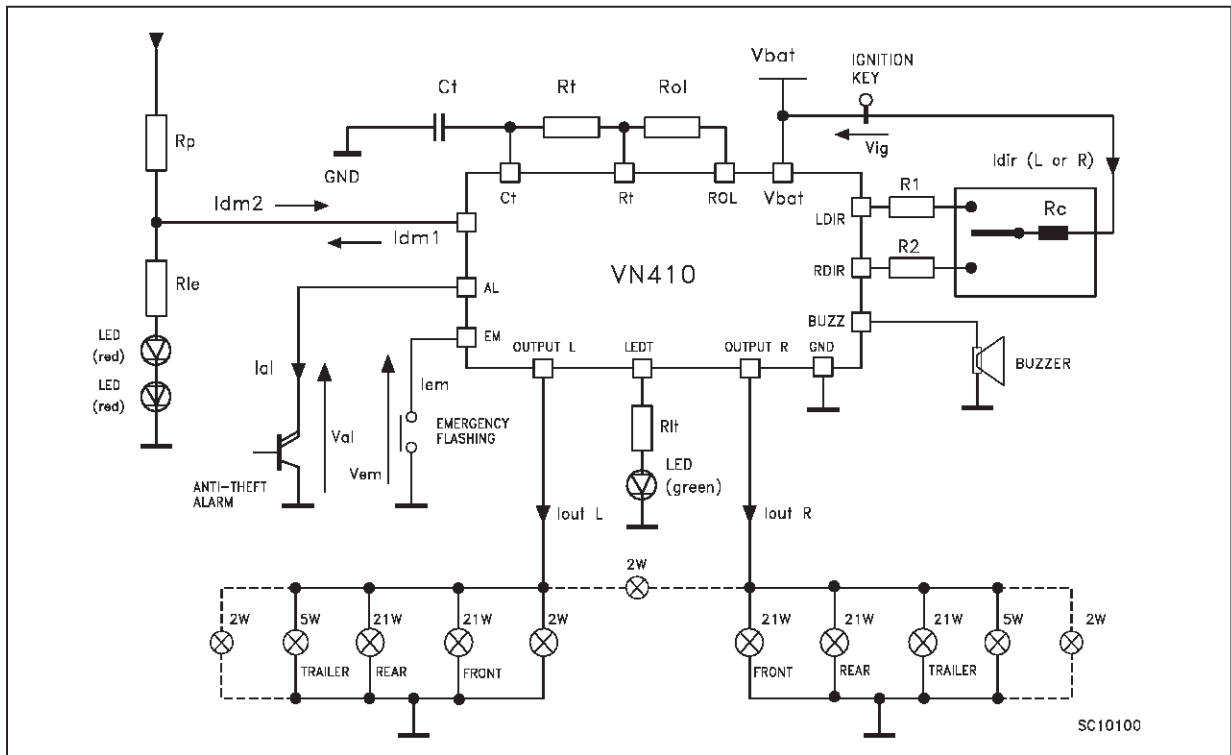 Vbat
IGNITION
KEY
Ct
Rt
Rol
Rp
GND
Vig
Idir (L or R)
Ct
Rt
ROL
Vbat
R1
LDIR
Rc
Idm2
Idm1
R2
RDIR
VN410
Rle
AL
LED
(red)
EM
BUZZ
OUTPUT L
LEDT
OUTPUT R
GND
BUZZER
LED
(red)
Ial
Iem
EMERGENCY
FLASHING
Rlt
Val
Vem
LED
(green)
ANTI-THEFT
ALARM
Iout L
Iout R
2W
2W
5W
21W
21W
2W
21W
21W
21W
5W
2W
TRAILER
REAR
FRONT
FRONT
REAR
TRAILER
SC10100